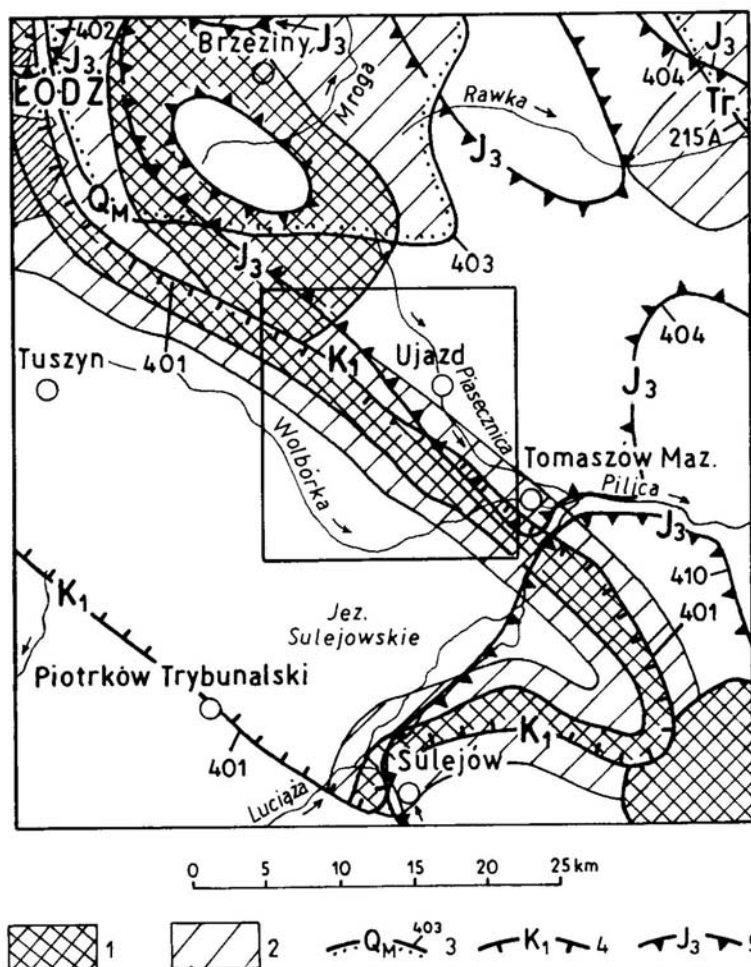 402
Brzeziny
J3
J3
J3
404
ŁÓDZ
Mroga
Rawka
Tr
215A
J3
QM
J3
403
404
401
K1
Ujazd
Tuszyn
Piasecznica
J3
Wolbórka
Tomaszów Maz.
Pilica
J3
K1
410
401
Jez.
Sulejowskie
Piotrków Trybunalski
K1
401
Sulejów
Luciąża
0 5 10 15 20 25 km
1 2 QM 403 3 K1 4 J3 5